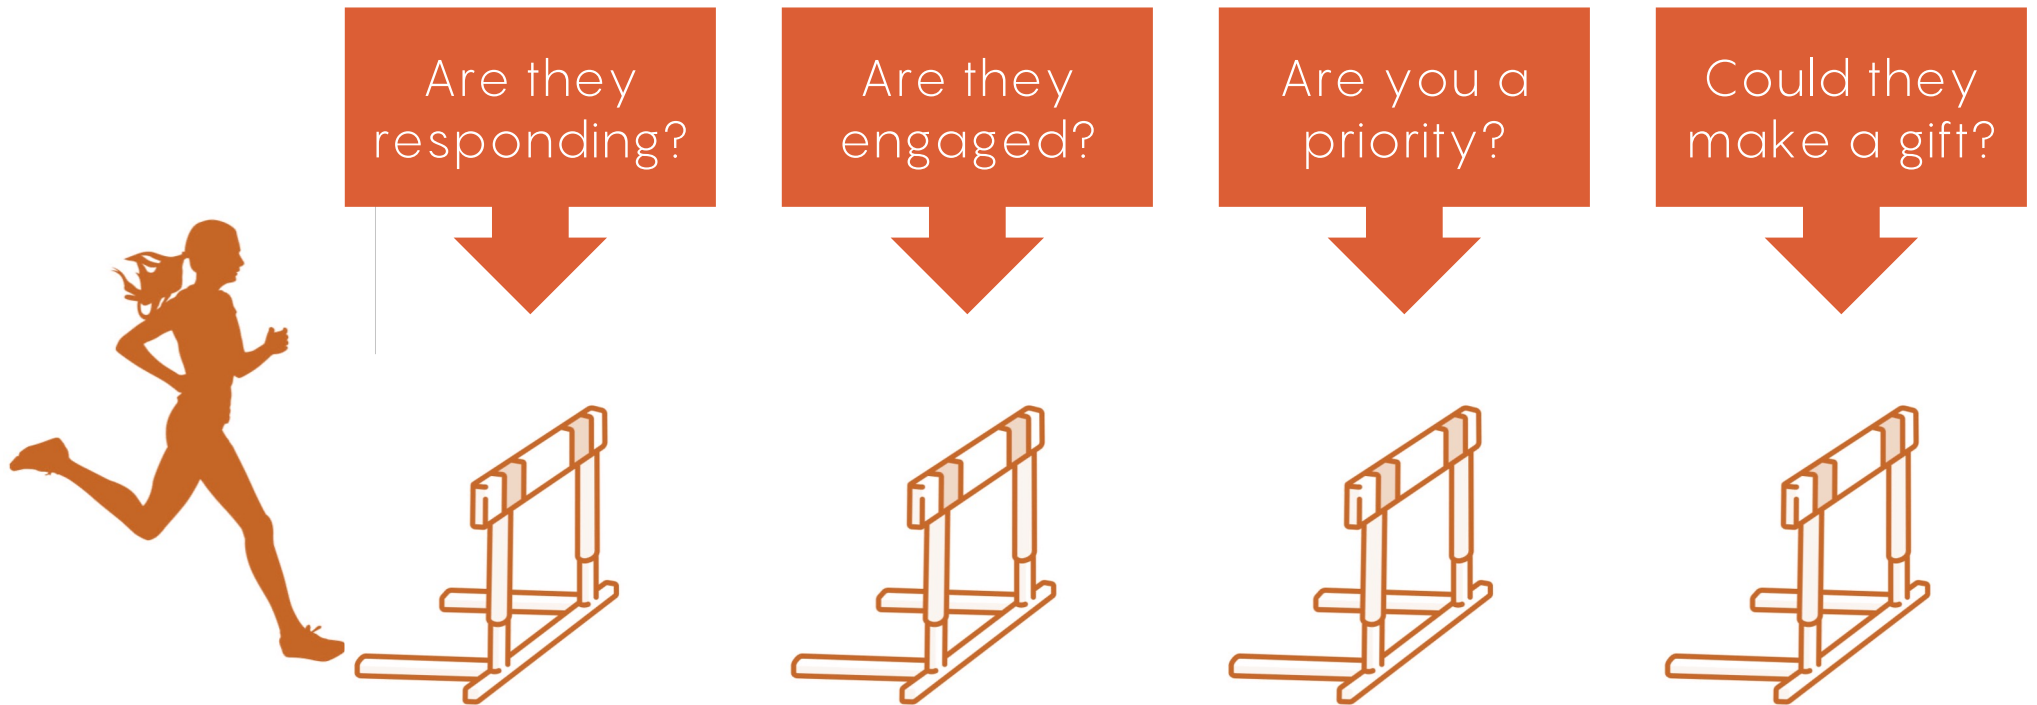 Are they
responding?
Are they
engaged?
Are you a
priority?
Could they
make a gift?